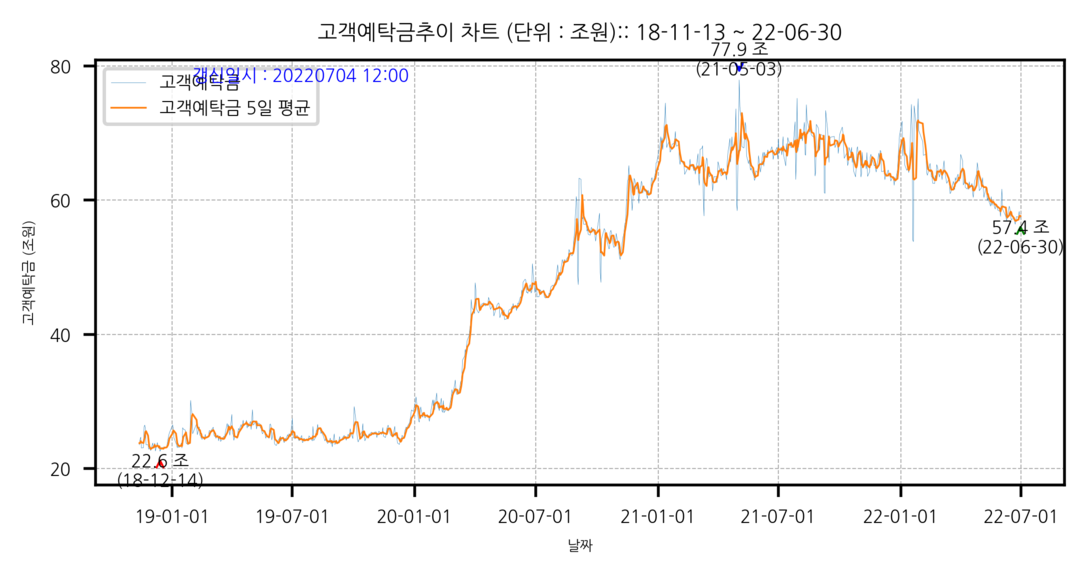 고객예탁금추이 차트 (단위 : 조원):: 18-11-13 ~ 22-06-30
77.9 조
(21-05-03)
갱신일시 : 20220704 12:00
고객예탁금
고객예탁금 5일 평균
80
60
40
20
고객예탁금 (조원)
57.4 조
(22-06-30)
22.6 조
(18-12-14)
19-01-01
19-07-01
20-01-01
20-07-01
21-01-01
21-07-01
22-01-01
22-07-01
날짜